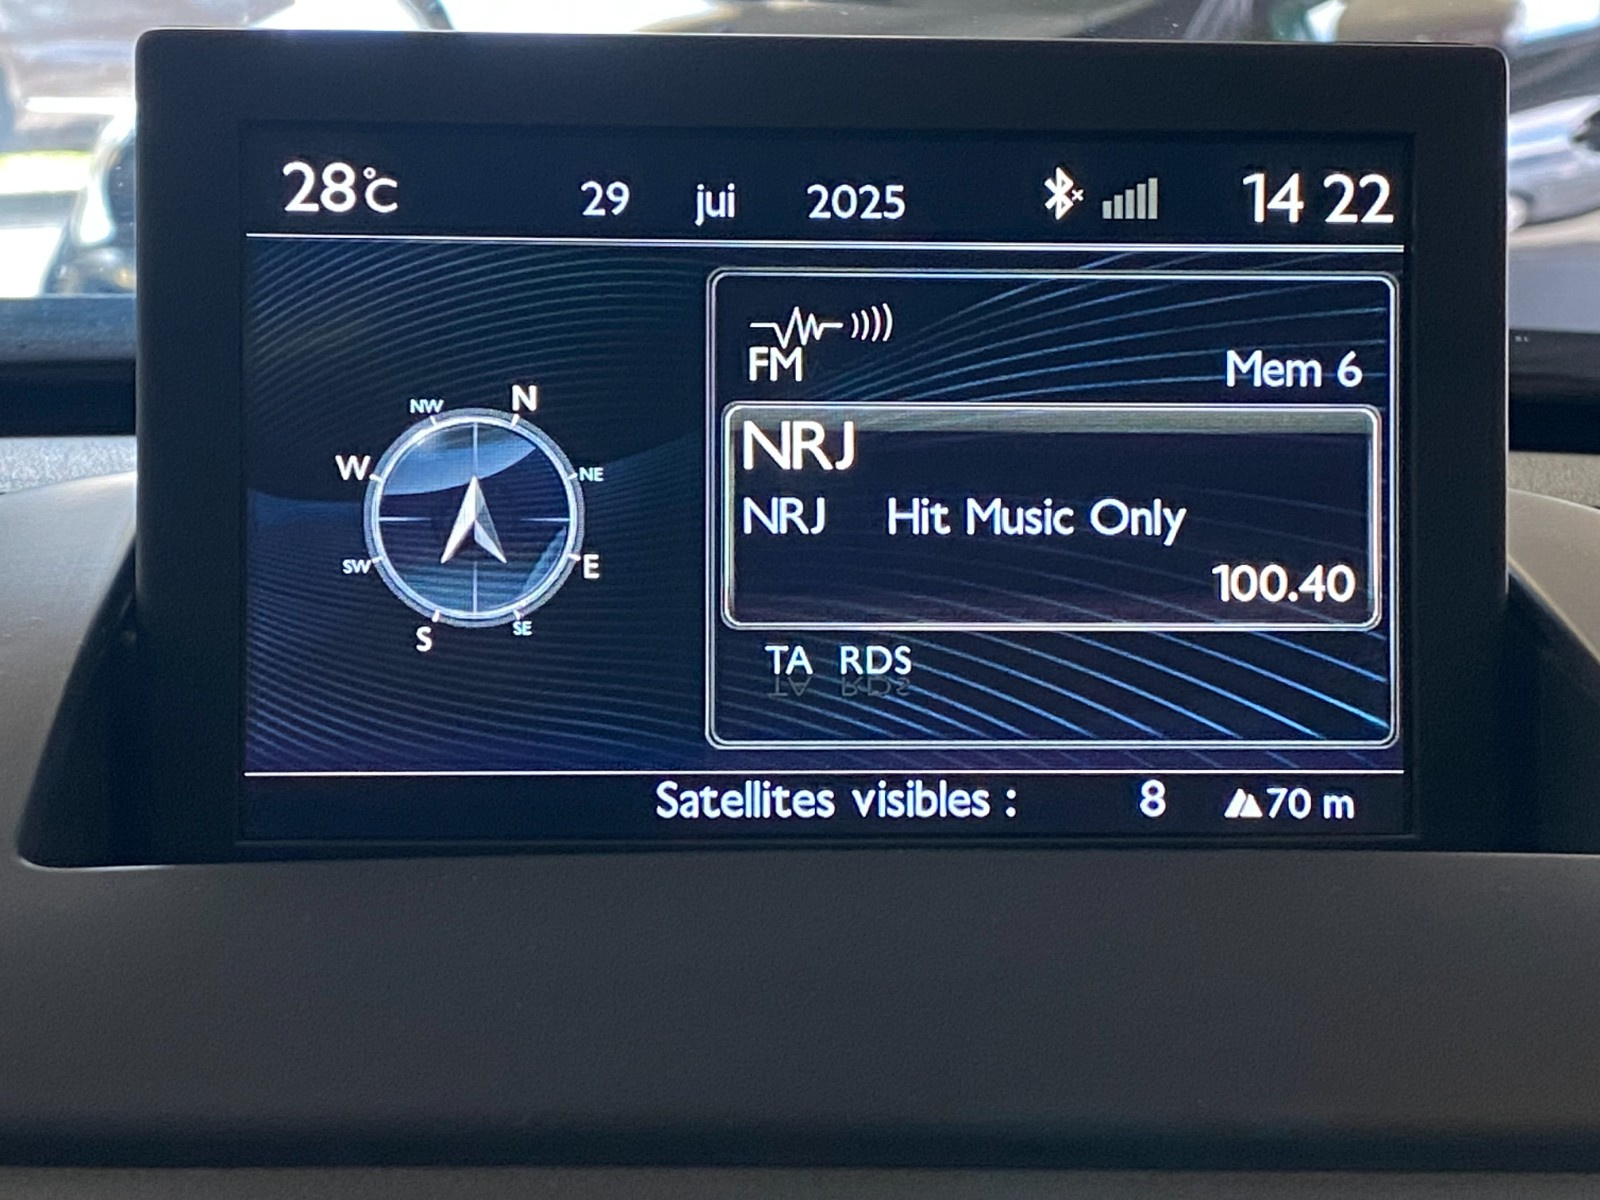 28°C 29 jui 2025 14 22
FM
Mem 6
N
NW
W
NE
SW
E
S
SE
NRJ
NRJ Hit Music Only
100.40
TA RDS
Satellites visibles : 8 70 m